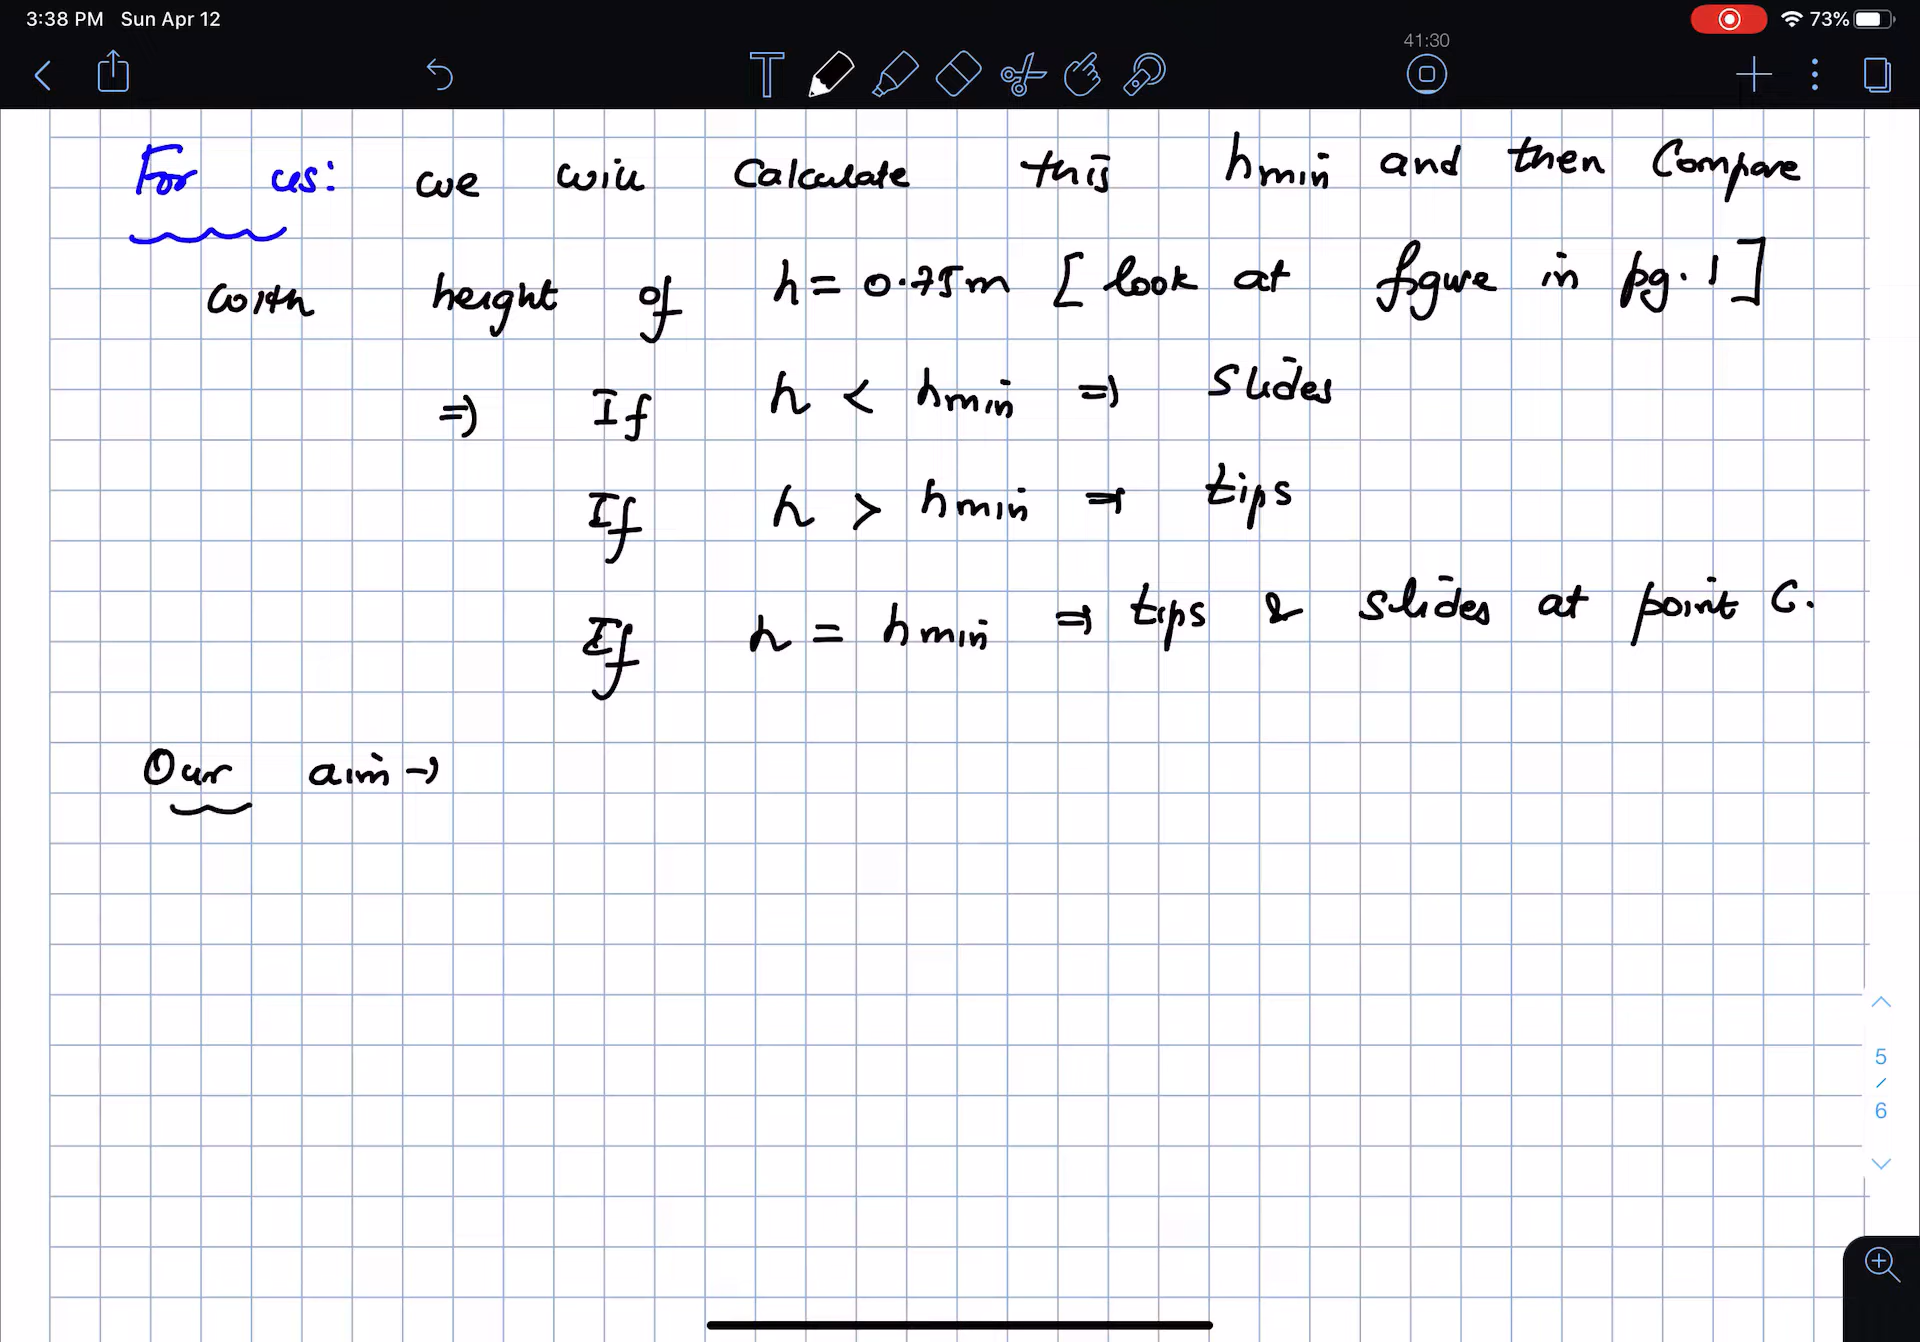 3:38 PM Sun Apr 12
73%
41:30
For us: we will calculate this hmin and then compare
with height of h = 0.75m [look at figure in pg. 1]
⇒ If h < hmin ⇒ slides
If h > hmin ⇒ tips
If h = hmin ⇒ tips & slides at point C.
Our aim →
5
/
6